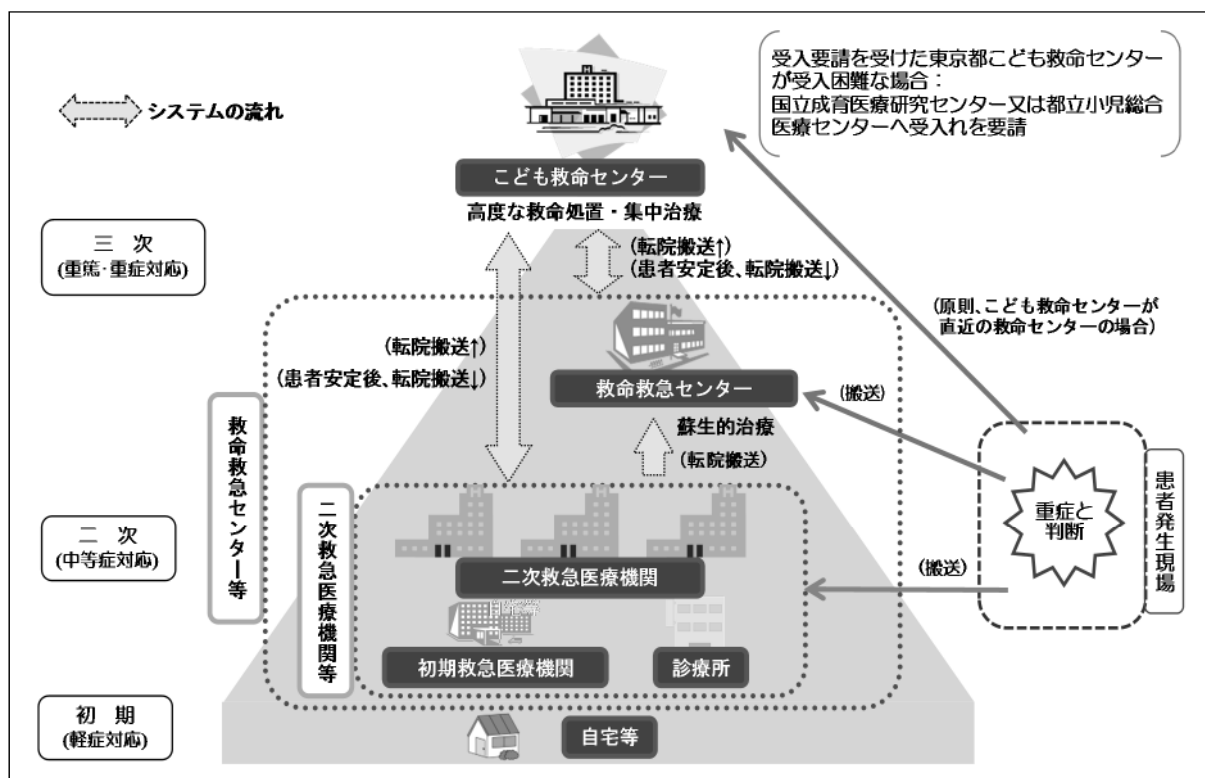 受入要請を受けた東京都こども救命センター
が受入困難な場合：
国立成育医療研究センター又は都立小児総合
医療センターへ受入れを要請
システムの流れ
こども救命センター
高度な救命処置・集中治療
三　次
(重篤・重症対応)
(転院搬送↑)
(患者安定後、転院搬送↓)
(原則、こども救命センターが
直近の救命センターの場合)
(転院搬送↑)
(患者安定後、転院搬送↓)
救命救急センター
(搬送)
蘇生的治療
(転院搬送)
救命救急センター等
二次救急医療機関等
二　次
(中等症対応)
重症と
判断
患者発生現場
二次救急医療機関
(搬送)
初期救急医療機関
診療所
初　期
(軽症対応)
自宅等